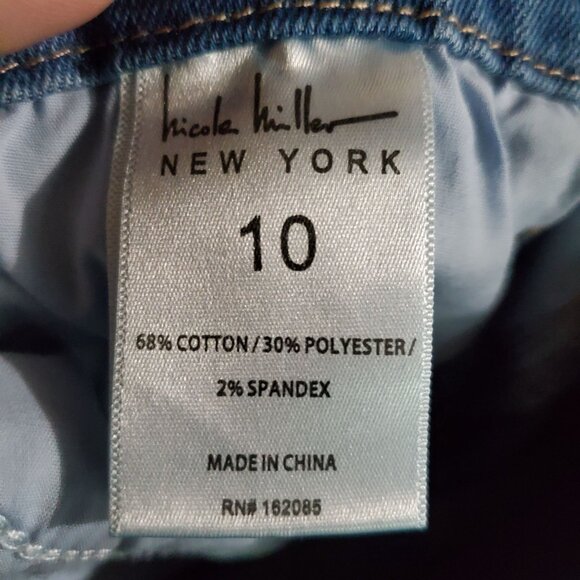 Nicole Miller
NEW YORK
10
68% COTTON / 30% POLYESTER /
2% SPANDEX
MADE IN CHINA
RN# 162085